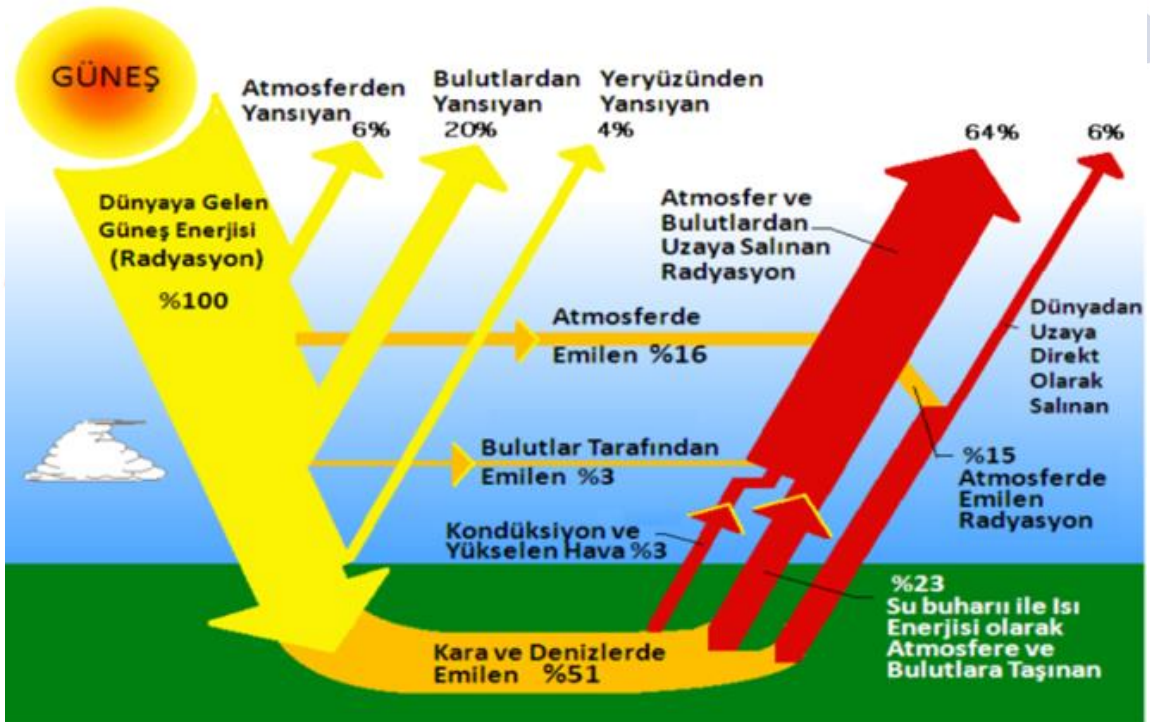 GÜNEŞ
Atmosferden
Yansıyan
6%
Bulutlardan
Yansıyan
20%
Yeryüzünden
Yansıyan
4%
64%
6%
Dünyaya Gelen
Güneş Enerjisi
(Radyasyon)
%100
Atmosfer ve
Bulutlardan
Uzaya Salınan
Radyasyon
Dünyadan
Uzaya
Direkt
Olarak
Salınan
Atmosferde
Emilen %16
Bulutlar Tarafından
Emilen %3
%15
Atmosferde
Emilen
Radyasyon
Kondüksiyon ve
Yükselen Hava %3
%23
Su buharıı ile Isı
Enerjisi olarak
Atmosfere ve
Bulutlara Taşınan
Kara ve Denizlerde
Emilen %51